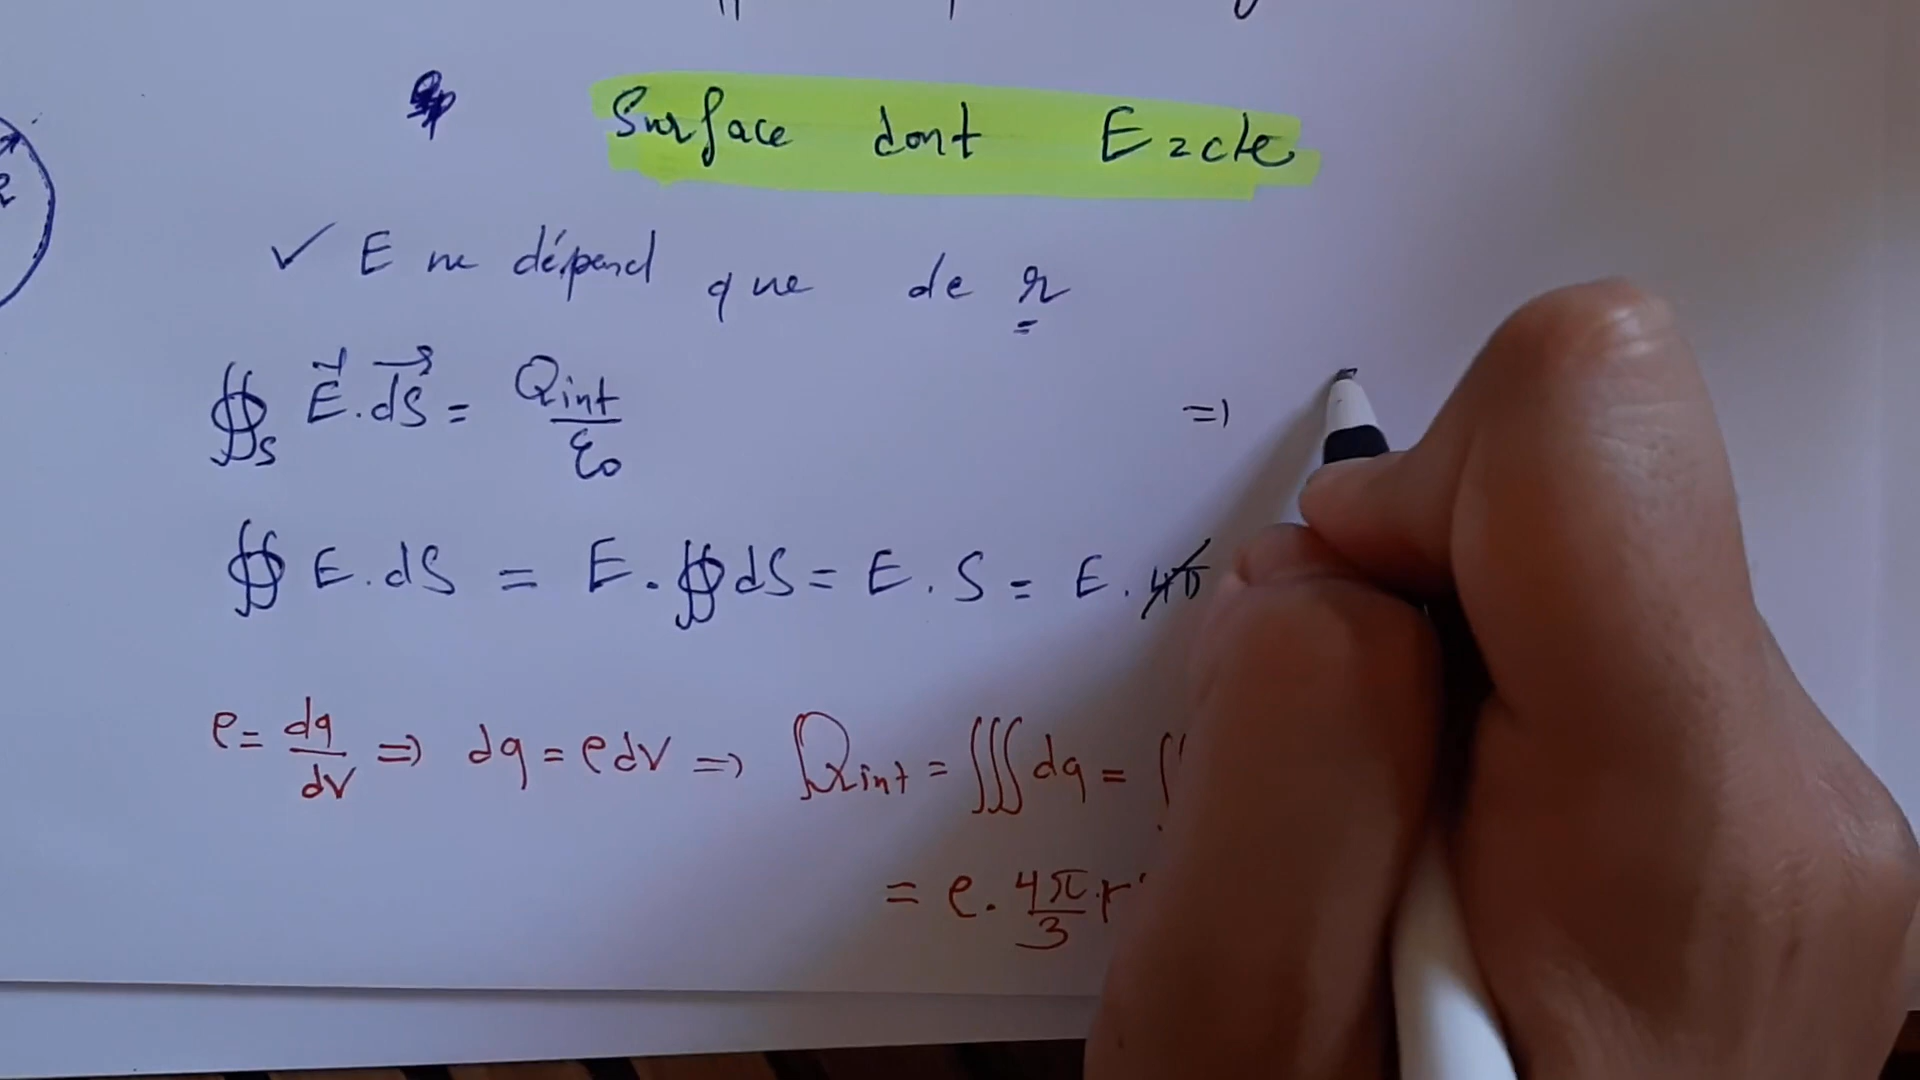 Surface dont E = cte
✓ E ne dépend que de r
∯_S E⃗.dS⃗ = Qint/ε₀ =>
∯ E.dS = E.∯dS = E.S = E.4π
ρ = dq/dV => dq = ρdV => Qint = ∭dq =
= ρ.4π/3.r